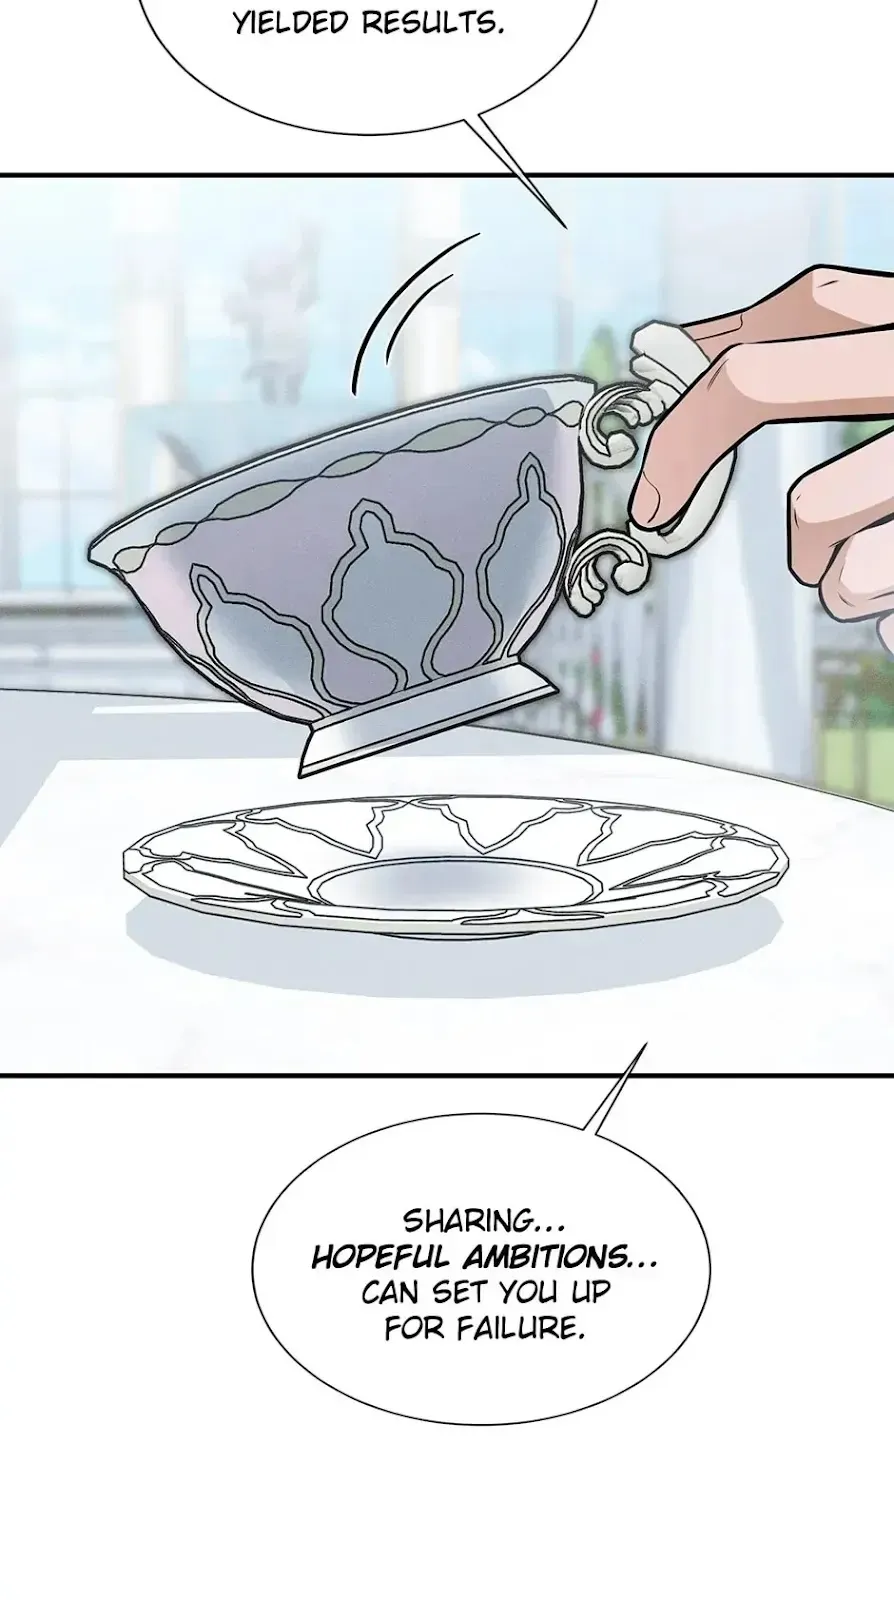 YIELDED RESULTS.
SHARING...
HOPEFUL AMBITIONS...
CAN SET YOU UP
FOR FAILURE.